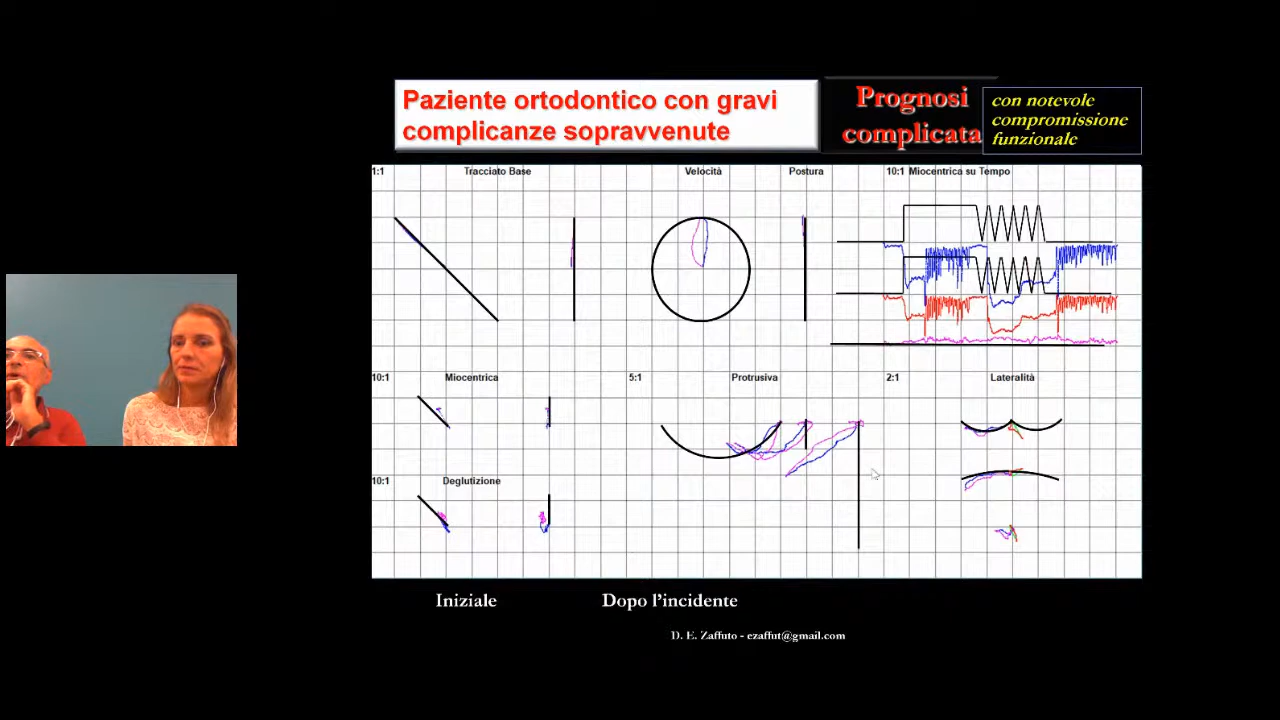 Paziente ortodontico con gravi
complicanze sopravvenute
Prognosi
complicata
con notevole
compromissione
funzionale
1:1 Tracciato Base Velocità Postura 10:1 Miocentrica su Tempo
10:1 Miocentrica 5:1 Protrusiva 2:1 Lateralità
10:1 Deglutizione
Iniziale Dopo l'incidente
D. E. Zaffuto - ezaffut@gmail.com